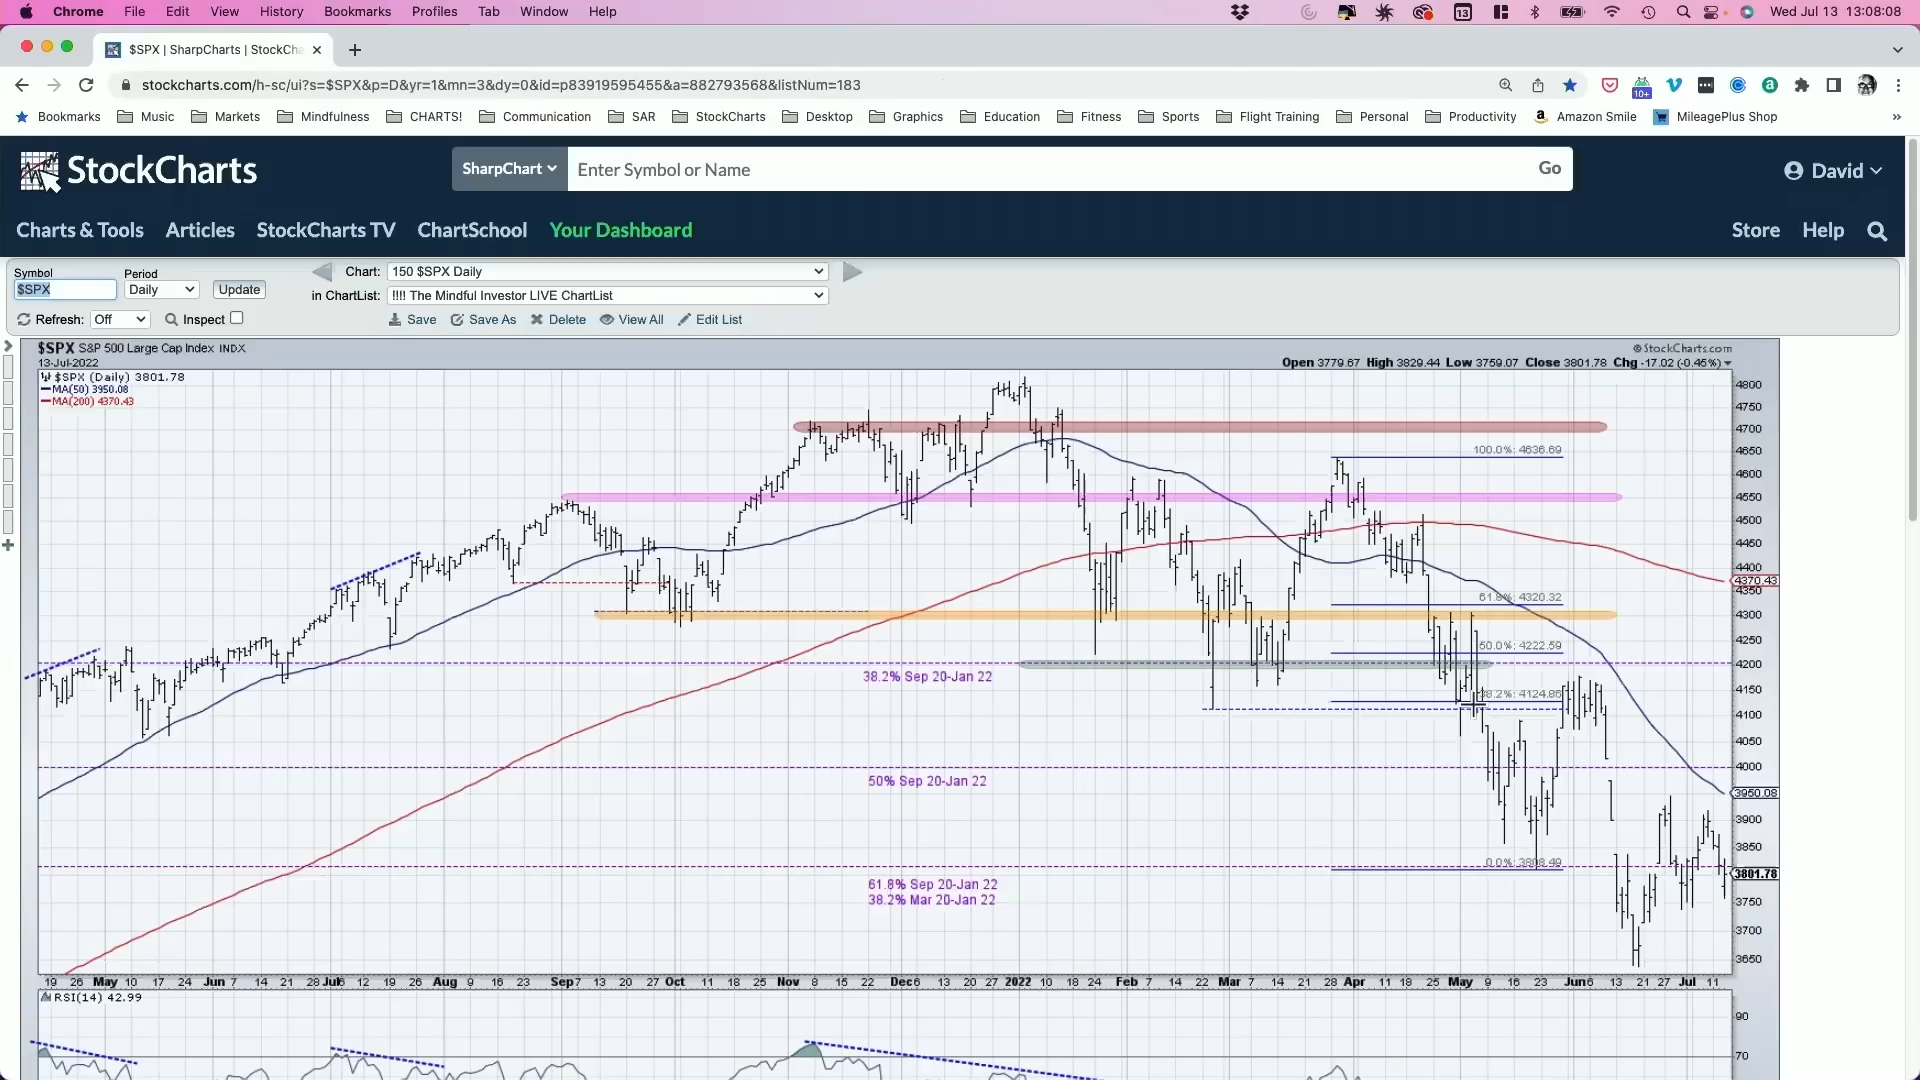 Chrome File Edit View History Bookmarks Profiles Tab Window Help 13 Wed Jul 13 13:08:08
$SPX | SharpCharts | StockCha
stockcharts.com/h-sc/ui?s=$SPX&p=D&yr=1&mn=3&dy=0&id=p83919595455&a=882793568&listNum=183 10+
Bookmarks Music Markets Mindfulness CHARTS! Communication SAR StockCharts Desktop Graphics Education Fitness Sports Flight Training Personal Productivity Amazon Smile MileagePlus Shop »
StockCharts SharpChart Enter Symbol or Name Go David
Charts & Tools Articles StockCharts TV ChartSchool Your Dashboard Store Help
Symbol Period Chart: 150 $SPX Daily
$SPX Daily Update in ChartList: !!!! The Mindful Investor LIVE ChartList
Refresh: Off Inspect Save Save As Delete View All Edit List
$SPX S&P 500 Large Cap Index INDX © StockCharts.com
13-Jul-2022 Open 3779.67 High 3829.44 Low 3759.07 Close 3801.78 Chg -17.02 (-0.45%)
$SPX (Daily) 3801.78
MA(50) 3950.08
MA(200) 4370.43
4800
4750
4700
100.0%: 4636.69 4650
4600
4550
4500
4450
4400
4370.43
4350
61.8%: 4320.32
4300
50.0%: 4222.59 4250
4200
38.2% Sep 20-Jan 22
38.2%: 4124.85 4150
4100
4050
4000
50% Sep 20-Jan 22
3950.08
3900
3850
0.0%: 3808.49
3801.78
61.8% Sep 20-Jan 22
38.2% Mar 20-Jan 22 3750
3700
3650
19 26 May 10 17 24 Jun 7 14 21 28 Jul 6 12 19 26 Aug 9 16 23 Sep 7 13 20 27 Oct 11 18 25 Nov 8 15 22 Dec 6 13 20 27 2022 10 18 24 Feb 7 14 22 Mar 7 14 21 28 Apr 11 18 25 May 9 16 23 Jun 6 13 21 27 Jul 11
RSI(14) 42.99
90
70